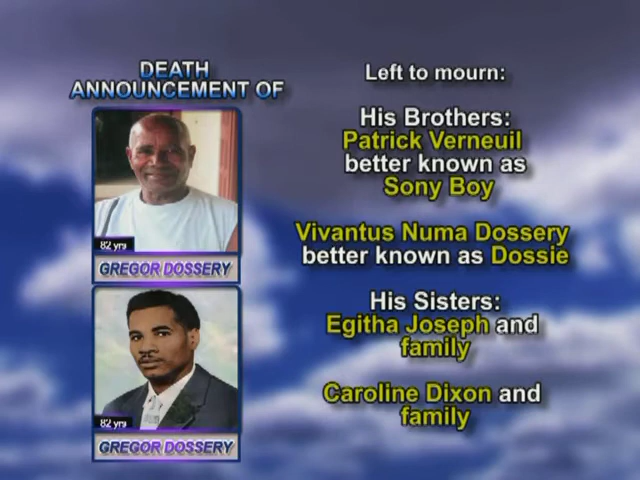 DEATH
ANNOUNCEMENT OF
82 yrs
GREGOR DOSSERY
82 yrs
GREGOR DOSSERY
Left to mourn:
His Brothers:
Patrick Verneuil
better known as
Sony Boy
Vivantus Numa Dossery
better known as Dossie
His Sisters:
Egitha Joseph and
family
Caroline Dixon and
family